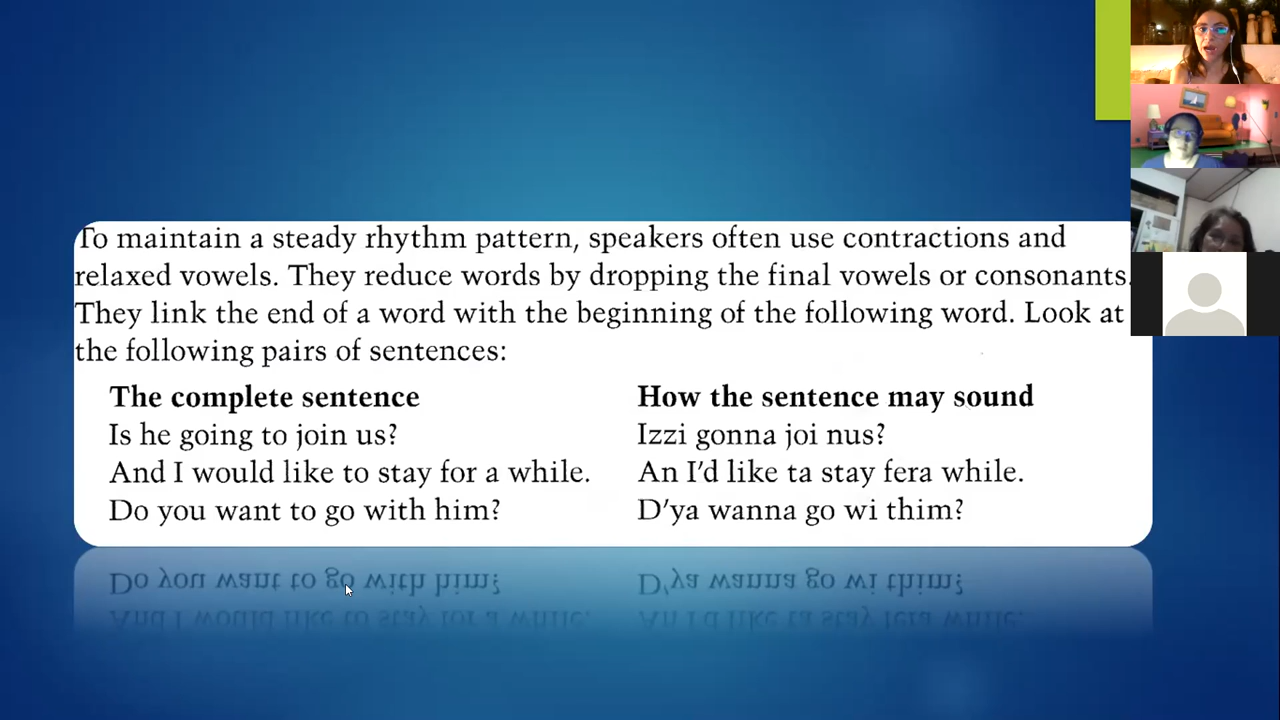 To maintain a steady rhythm pattern, speakers often use contractions and
relaxed vowels. They reduce words by dropping the final vowels or consonants.
They link the end of a word with the beginning of the following word. Look at
the following pairs of sentences:
The complete sentence
How the sentence may sound
Is he going to join us?
Izzi gonna joi nus?
And I would like to stay for a while.
An I'd like ta stay fera while.
Do you want to go with him?
D'ya wanna go wi thim?